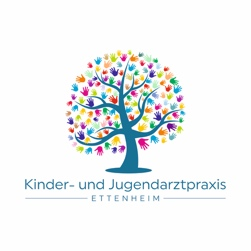 Kinder- und Jugendarztpraxis
ETTENHEIM